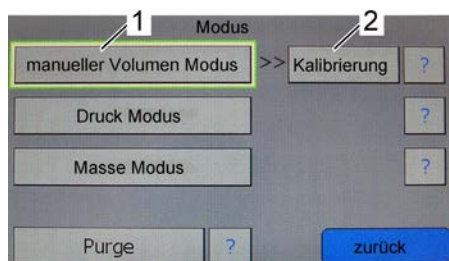 1
2
Modus
manueller Volumen Modus >> Kalibrierung ?
Druck Modus ?
Masse Modus ?
Purge ? zurück